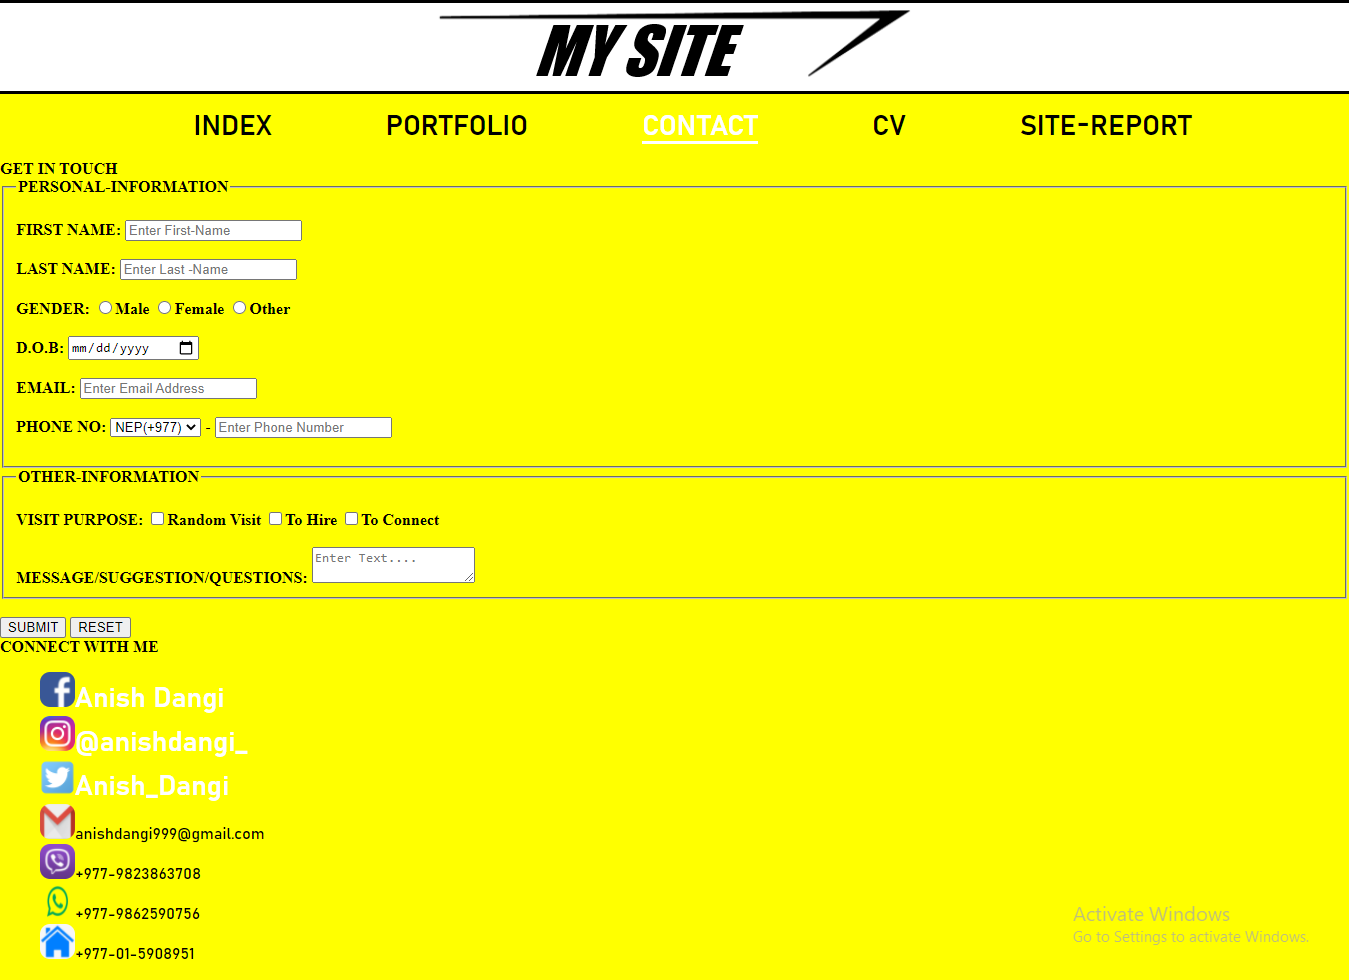 MY SITE
INDEX PORTFOLIO CONTACT CV SITE-REPORT
GET IN TOUCH
PERSONAL-INFORMATION
FIRST NAME: Enter First-Name
LAST NAME: Enter Last -Name
GENDER: Male Female Other
D.O.B: mm/dd/yyyy
EMAIL: Enter Email Address
PHONE NO: NEP(+977) - Enter Phone Number
OTHER-INFORMATION
VISIT PURPOSE: Random Visit To Hire To Connect
MESSAGE/SUGGESTION/QUESTIONS: Enter Text....
SUBMIT RESET
CONNECT WITH ME
Anish Dangi
@anishdangi_
Anish_Dangi
anishdangi999@gmail.com
+977-9823863708
+977-9862590756
+977-01-5908951
Activate Windows
Go to Settings to activate Windows.